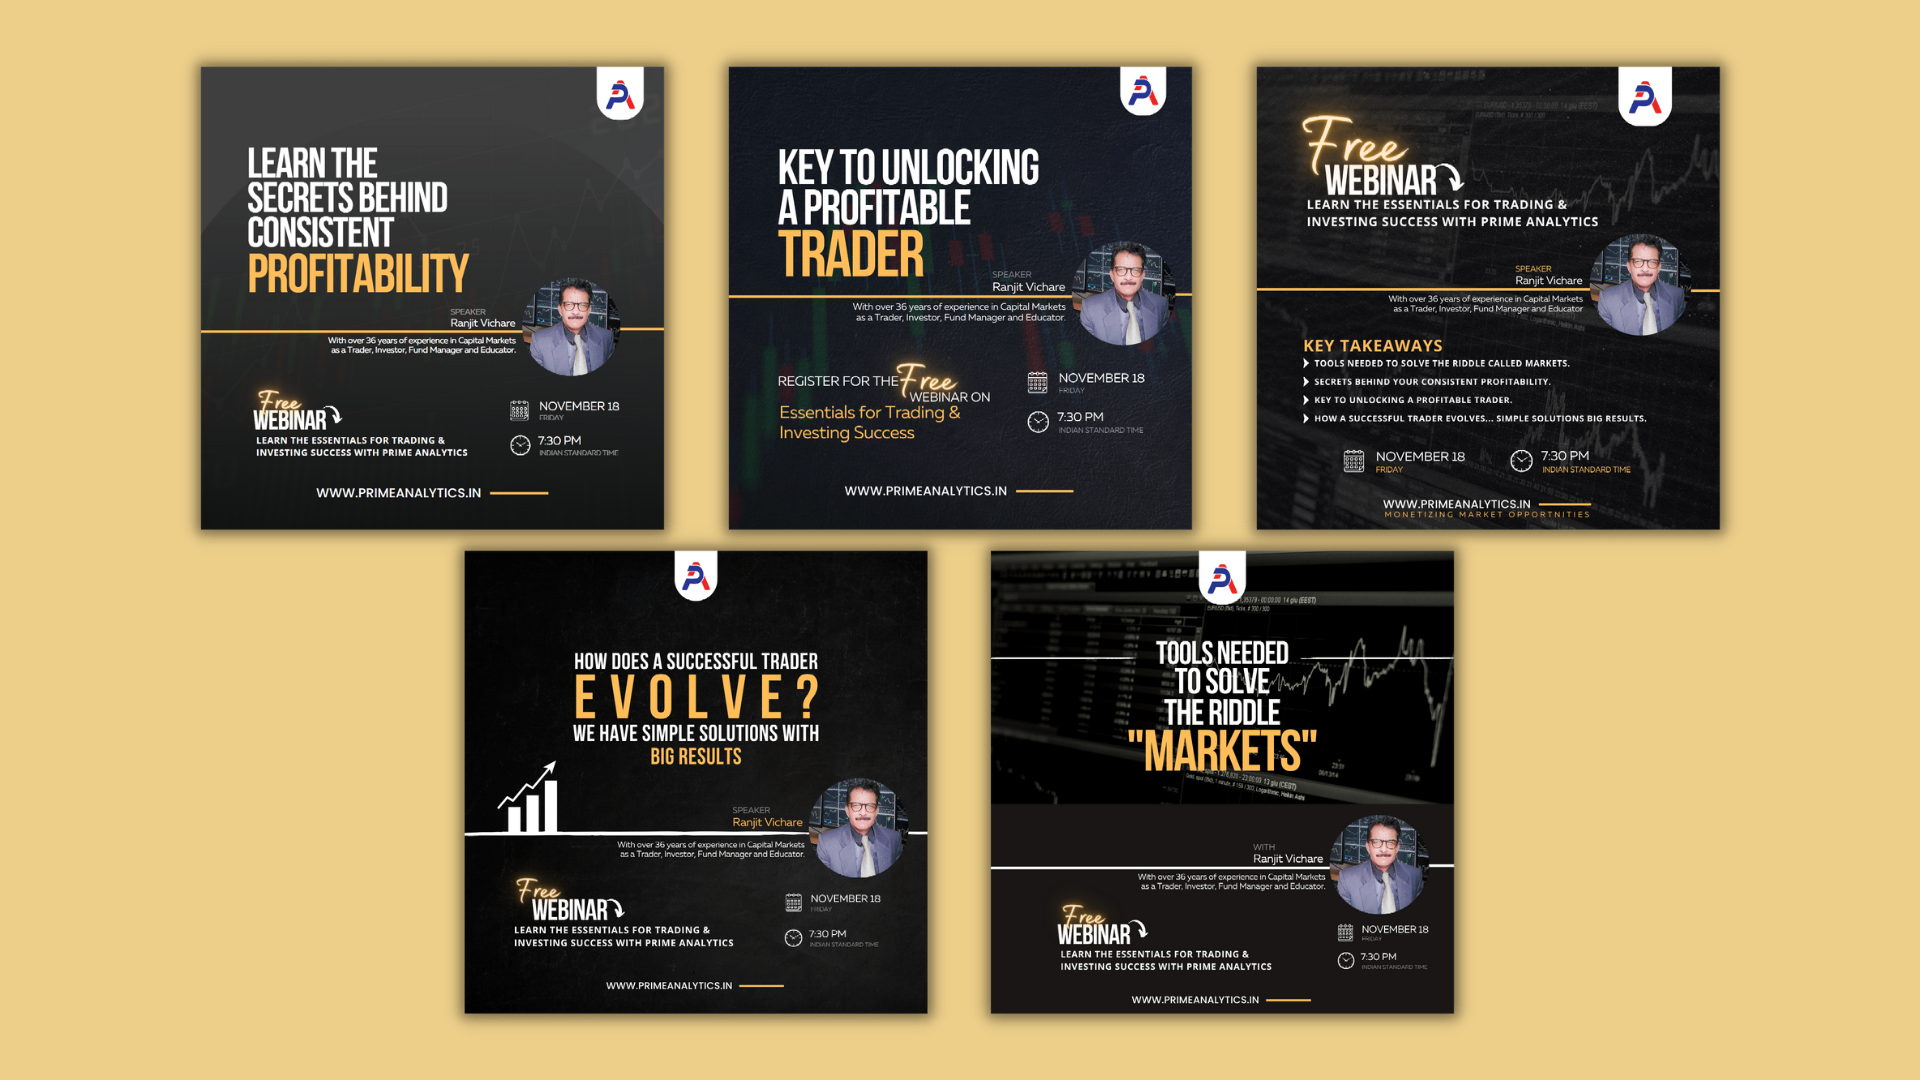 LEARN THE
SECRETS BEHIND
CONSISTENT
PROFITABILITY
SPEAKER
Ranjit Vichare
With over 36 years of experience in Capital Markets
as a Trader, Investor, Fund Manager and Educator.
Free
WEBINAR
LEARN THE ESSENTIALS FOR TRADING &
INVESTING SUCCESS WITH PRIME ANALYTICS
NOVEMBER 18
FRIDAY
7:30 PM
INDIAN STANDARD TIME
WWW.PRIMEANALYTICS.IN
KEY TO UNLOCKING
A PROFITABLE
TRADER
SPEAKER
Ranjit Vichare
With over 36 years of experience in Capital Markets
as a Trader, Investor, Fund Manager and Educator.
REGISTER FOR THE Free
WEBINAR ON
Essentials for Trading &
Investing Success
NOVEMBER 18
FRIDAY
7:30 PM
INDIAN STANDARD TIME
WWW.PRIMEANALYTICS.IN
Free
WEBINAR
LEARN THE ESSENTIALS FOR TRADING &
INVESTING SUCCESS WITH PRIME ANALYTICS
SPEAKER
Ranjit Vichare
With over 36 years of experience in Capital Markets
as a Trader, Investor, Fund Manager and Educator
KEY TAKEAWAYS
TOOLS NEEDED TO SOLVE THE RIDDLE CALLED MARKETS.
SECRETS BEHIND YOUR CONSISTENT PROFITABILITY.
KEY TO UNLOCKING A PROFITABLE TRADER.
HOW A SUCCESSFUL TRADER EVOLVES... SIMPLE SOLUTIONS BIG RESULTS.
NOVEMBER 18
FRIDAY
7:30 PM
INDIAN STANDARD TIME
WWW.PRIMEANALYTICS.IN
MONETIZING MARKET OPPORTNITIES
HOW DOES A SUCCESSFUL TRADER
EVOLVE?
WE HAVE SIMPLE SOLUTIONS WITH
BIG RESULTS
SPEAKER
Ranjit Vichare
With over 36 years of experience in Capital Markets
as a Trader, Investor, Fund Manager and Educator.
Free
WEBINAR
LEARN THE ESSENTIALS FOR TRADING &
INVESTING SUCCESS WITH PRIME ANALYTICS
NOVEMBER 18
FRIDAY
7:30 PM
INDIAN STANDARD TIME
WWW.PRIMEANALYTICS.IN
TOOLS NEEDED
TO SOLVE
THE RIDDLE
"MARKETS"
WITH
Ranjit Vichare
With over 36 years of experience in Capital Markets
as a Trader, Investor, Fund Manager and Educator.
Free
WEBINAR
LEARN THE ESSENTIALS FOR TRADING &
INVESTING SUCCESS WITH PRIME ANALYTICS
NOVEMBER 18
FRIDAY
7:30 PM
INDIAN STANDARD TIME
WWW.PRIMEANALYTICS.IN